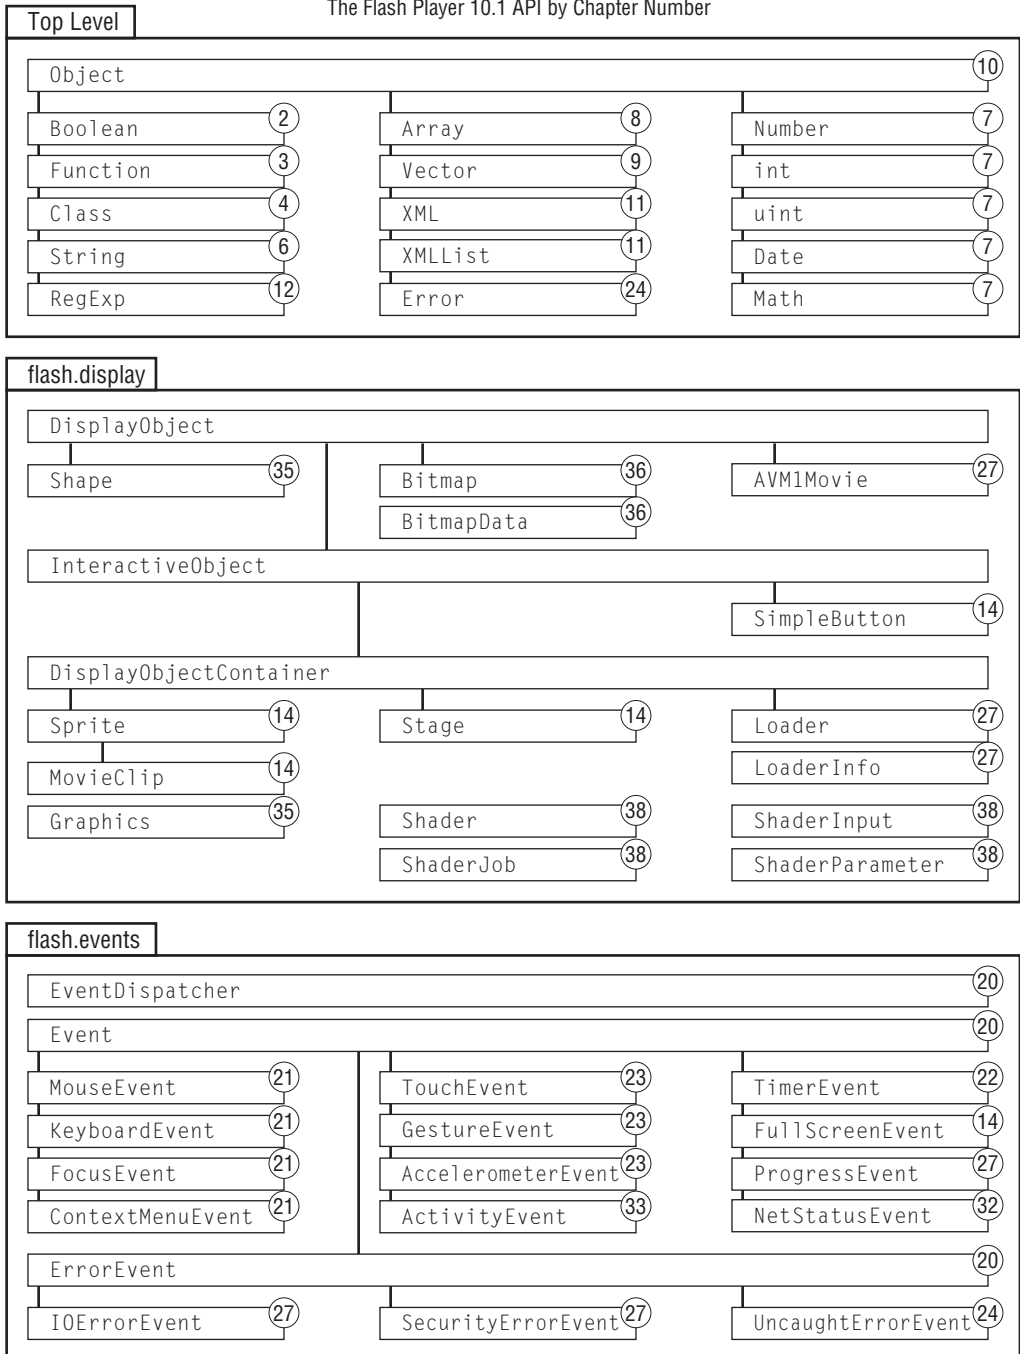 The Flash Player 10.1 API by Chapter Number
Top Level
Object 10
Boolean 2 Array 8 Number 7
Function 3 Vector 9 int 7
Class 4 XML 11 uint 7
String 6 XMLList 11 Date 7
RegExp 12 Error 24 Math 7
flash.display
DisplayObject
Shape 35 Bitmap 36 AVM1Movie 27
BitmapData 36
InteractiveObject
SimpleButton 14
DisplayObjectContainer
Sprite 14 Stage 14 Loader 27
MovieClip 14 LoaderInfo 27
Graphics 35 Shader 38 ShaderInput 38
ShaderJob 38 ShaderParameter 38
flash.events
EventDispatcher 20
Event 20
MouseEvent 21 TouchEvent 23 TimerEvent 22
KeyboardEvent 21 GestureEvent 23 FullScreenEvent 14
FocusEvent 21 AccelerometerEvent 23 ProgressEvent 27
ContextMenuEvent 21 ActivityEvent 33 NetStatusEvent 32
ErrorEvent 20
IOErrorEvent 27 SecurityErrorEvent 27 UncaughtErrorEvent 24